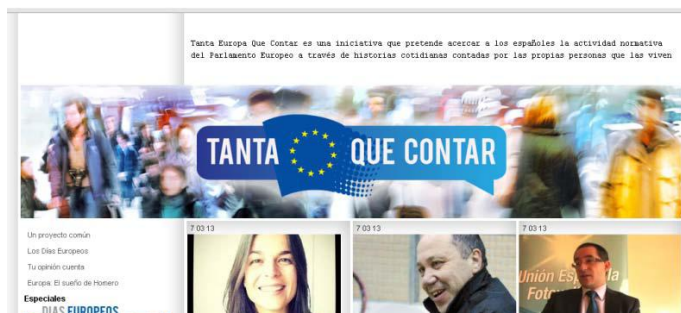 Tanta Europa Que Contar es una iniciativa que pretende acercar a los españoles la actividad normativa
del Parlamento Europeo a través de historias cotidianas contadas por las propias personas que las viven
TANTA QUE CONTAR
Un proyecto común
Los Días Europeos
Tu opinión cuenta
Europa: El sueño de Homero
Especiales
DIAS EUROPEOS
7 03 13
7 03 13
7 03 13
Unión Es
Foto